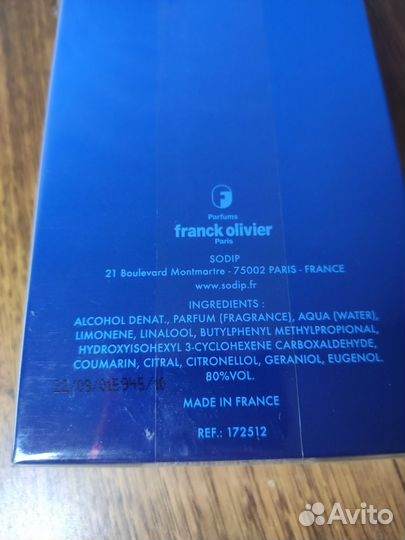 Parfums
franck olivier
Paris
SODIP
21 Boulevard Montmartre - 75002 PARIS - FRANCE
www.sodip.fr
INGREDIENTS :
ALCOHOL DENAT., PARFUM (FRAGRANCE), AQUA (WATER),
LIMONENE, LINALOOL, BUTYLPHENYL METHYLPROPIONAL,
HYDROXYISOHEXYL 3-CYCLOHEXENE CARBOXALDEHYDE,
COUMARIN, CITRAL, CITRONELLOL, GERANIOL, EUGENOL.
80%VOL.
MADE IN FRANCE
REF.: 172512
Avito